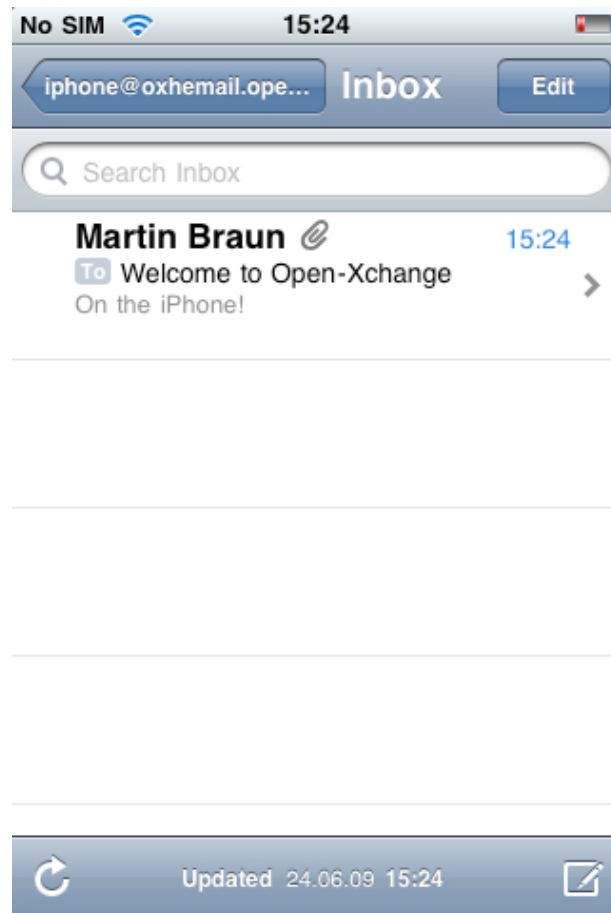 No SIM 15:24
iphone@oxhemail.ope... Inbox Edit
Search Inbox
Martin Braun 15:24
To Welcome to Open-Xchange
On the iPhone!
Updated 24.06.09 15:24